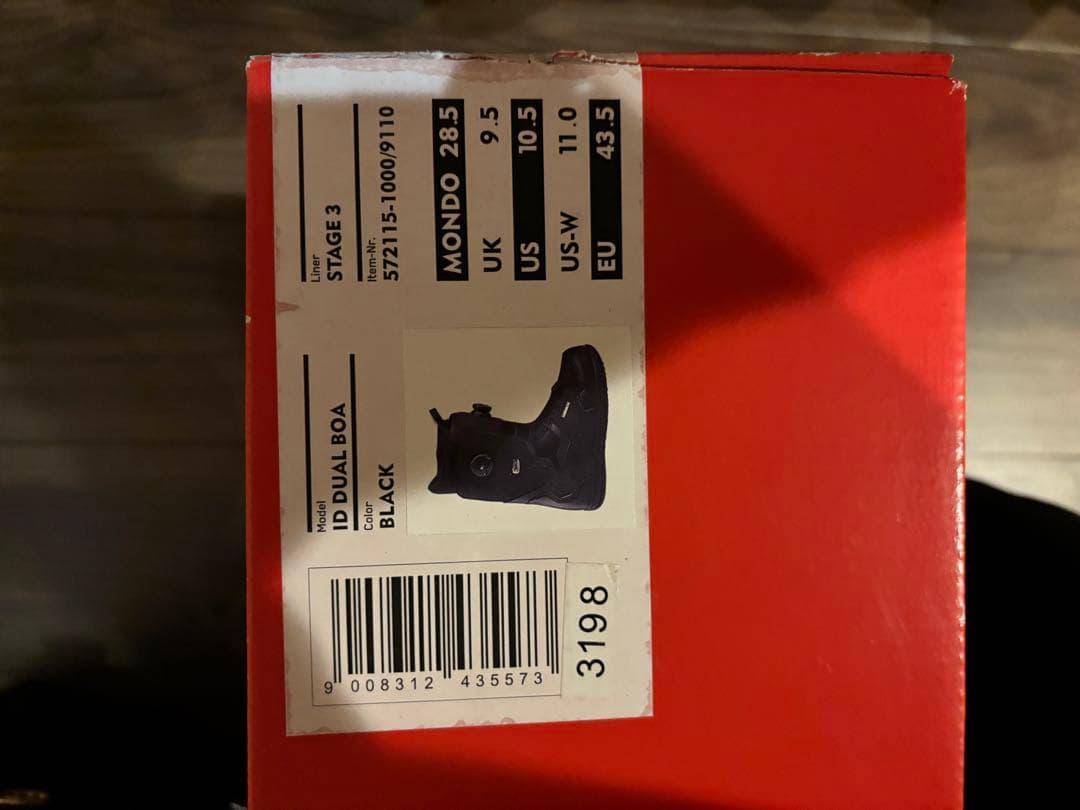 Model
ID DUAL BOA
Color
BLACK
Liner
STAGE 3
Item-Nr.
572115-1000/9110
MONDO 28.5
UK 9.5
US 10.5
US-W 11.0
EU 43.5
9 008312 435573
3198